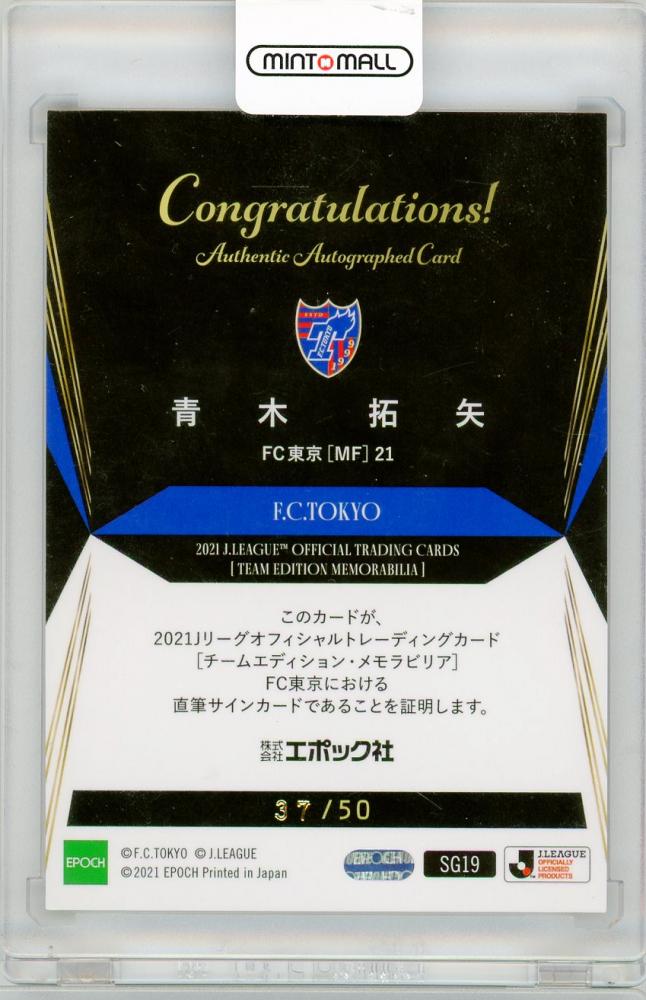 MINT MALL
Congratulations!
Authentic Autographed Card
F.C.TOKYO
1999
青木 拓矢
FC東京［MF］21
F.C.TOKYO
2021 J.LEAGUE™ OFFICIAL TRADING CARDS
[ TEAM EDITION MEMORABILIA ]
このカードが、
2021Jリーグオフィシャルトレーディングカード
［チームエディション・メモラビリア］
FC東京における
直筆サインカードであることを証明します。
株式会社エポック社
37/50
EPOCH
©F.C.TOKYO ©J.LEAGUE
©2021 EPOCH Printed in Japan
EPOCH
SG19
J.LEAGUE
OFFICIALLY
LICENSED
PRODUCTS